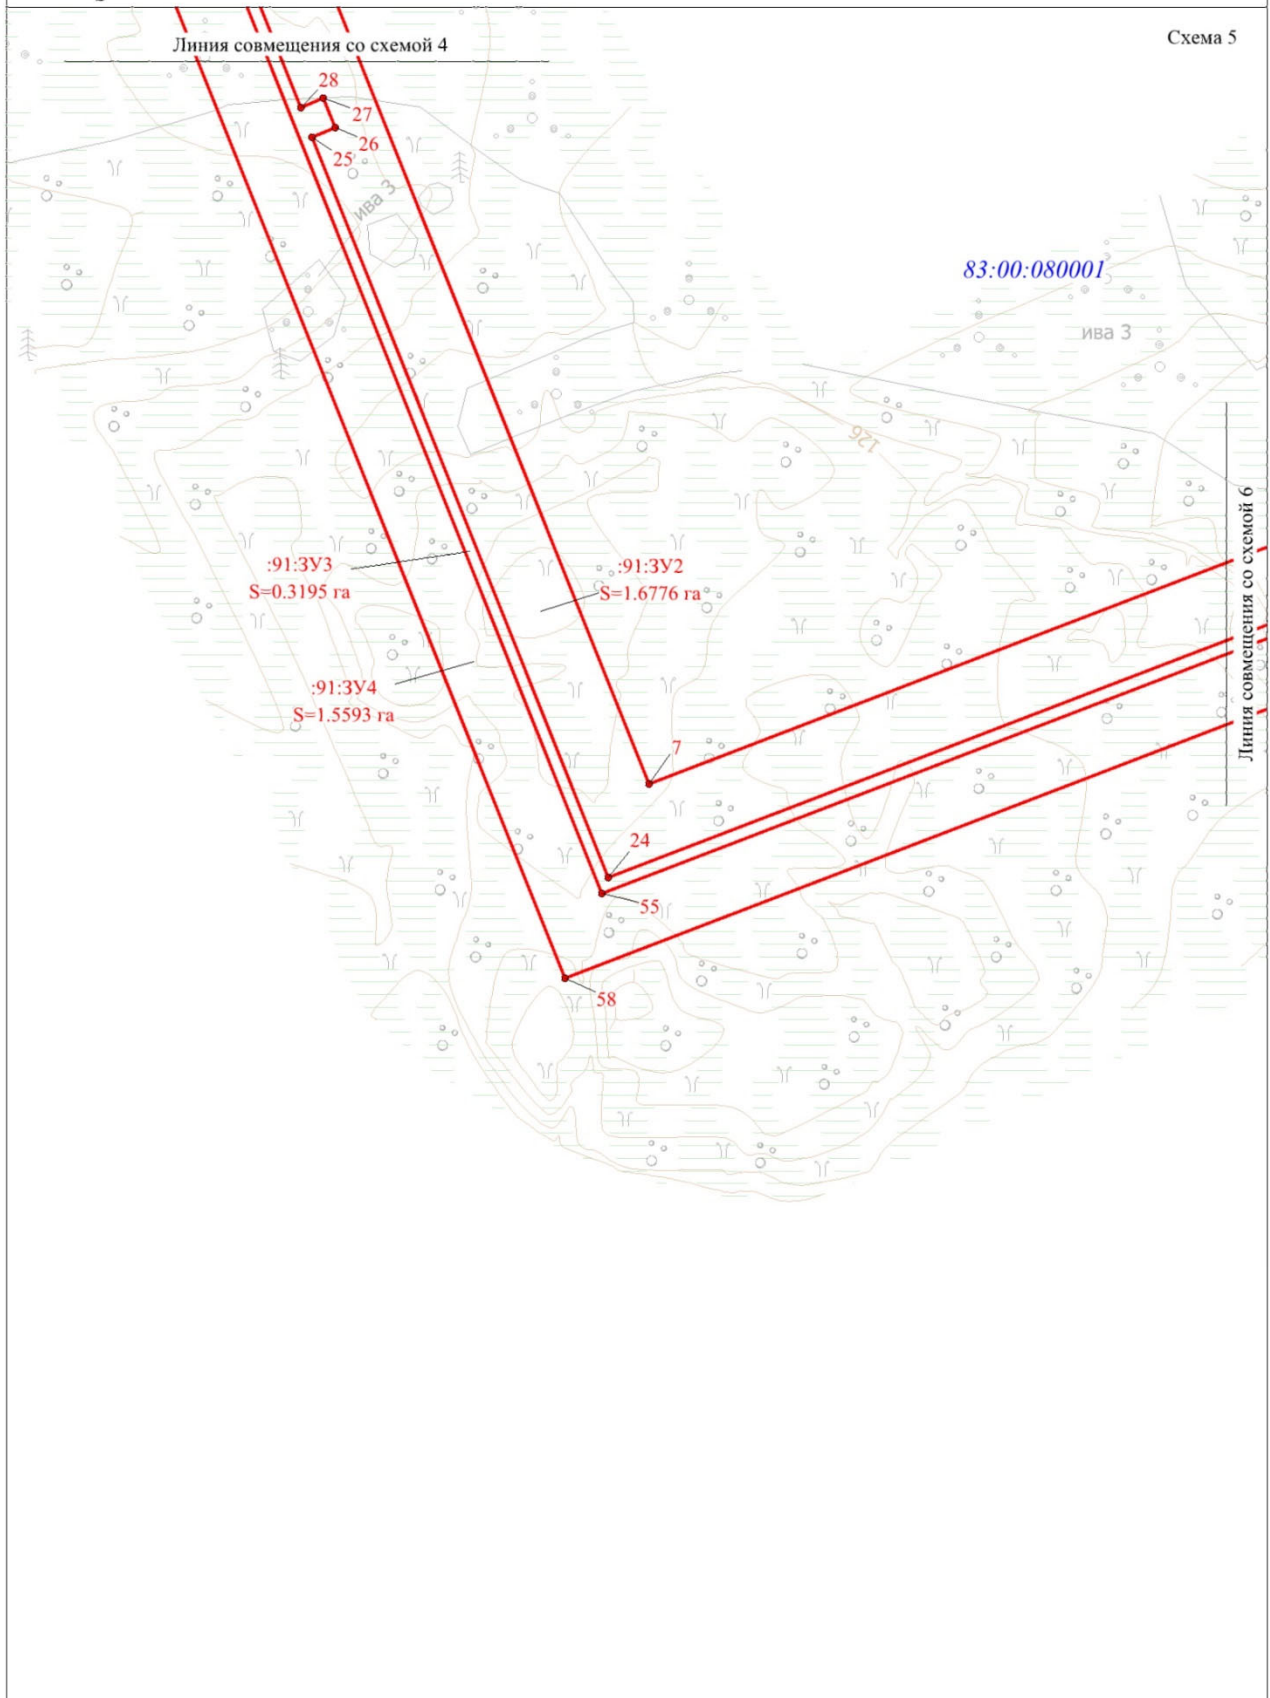 Схема 5
Линия совмещения со схемой 4
28
27
26
25
ива 3
83:00:080001
ива 3
126
Линия совмещения со схемой 6
:91:ЗУ3
S=0.3195 га
:91:ЗУ2
S=1.6776 га
:91:ЗУ4
S=1.5593 га
7
24
55
58